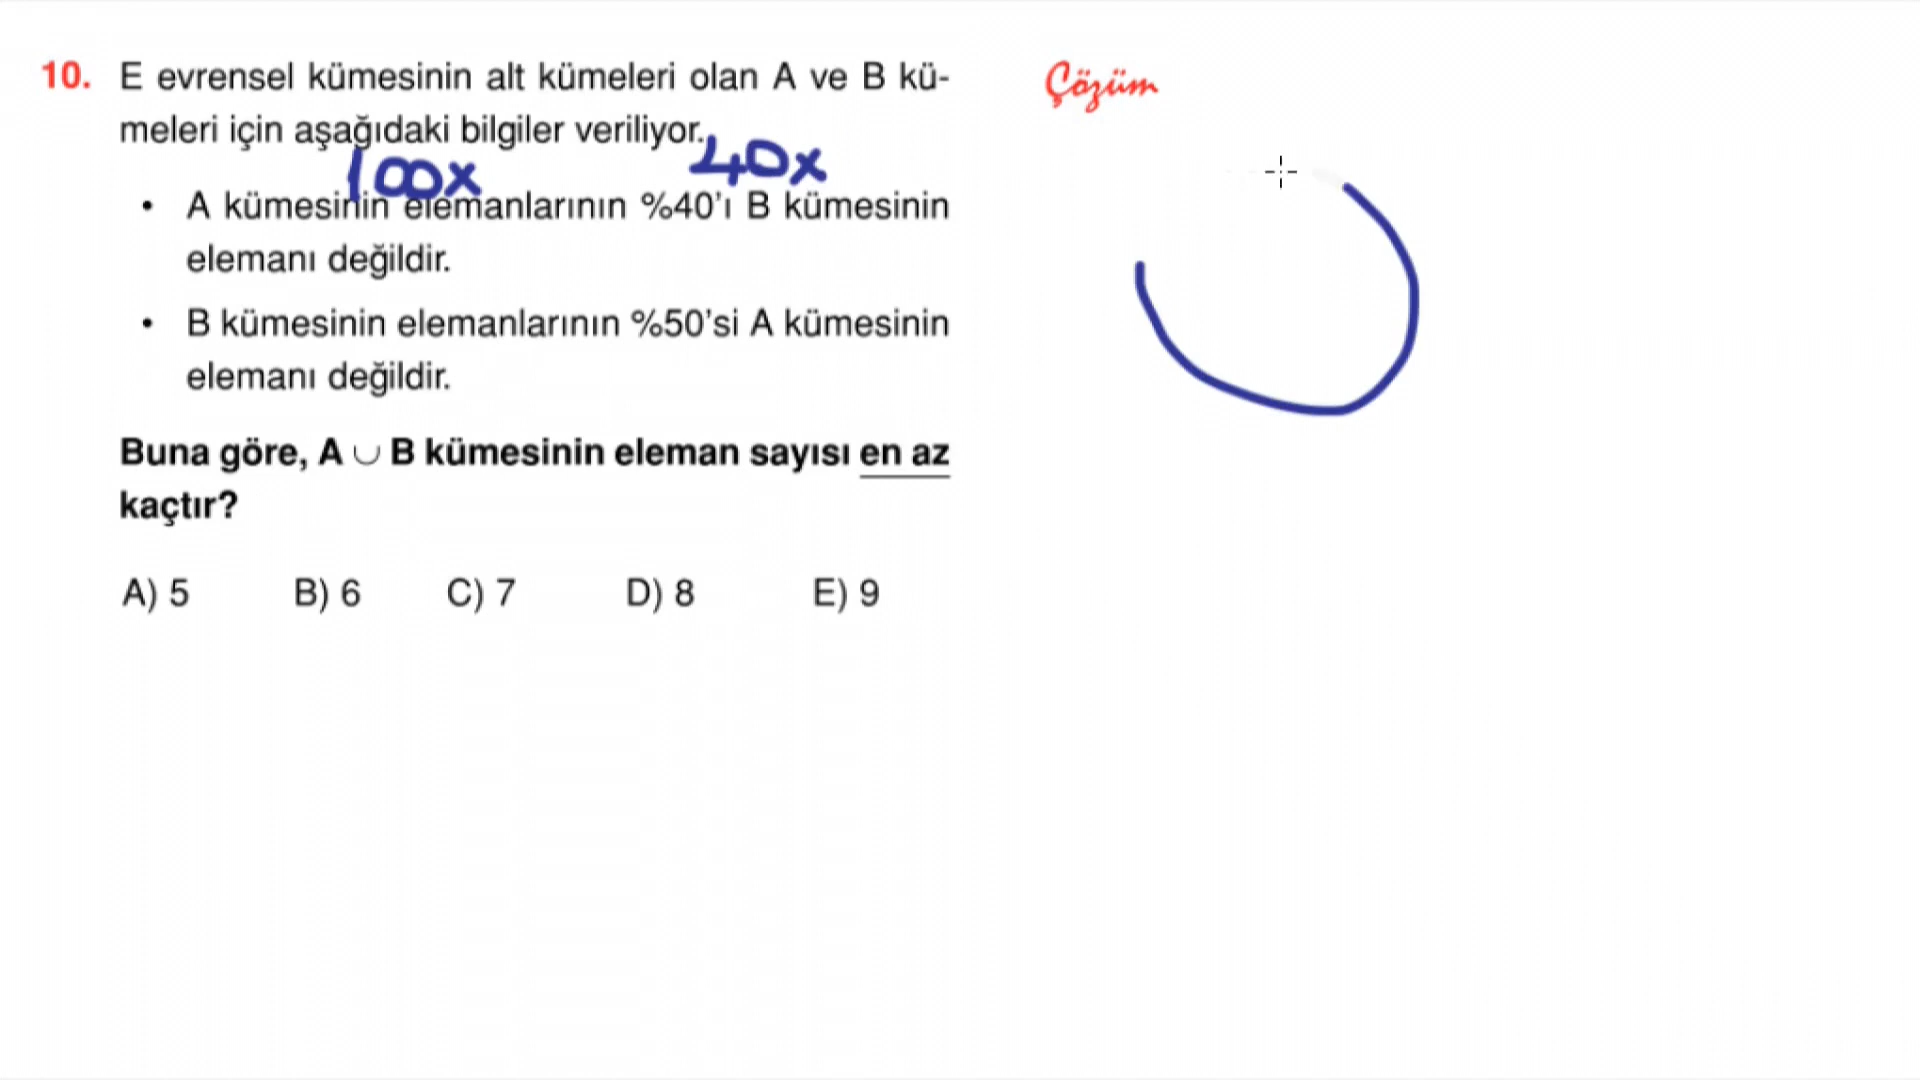 10. E evrensel kümesinin alt kümeleri olan A ve B kü-
meleri için aşağıdaki bilgiler veriliyor.
100x 40x
• A kümesinin elemanlarının %40'ı B kümesinin
elemanı değildir.
• B kümesinin elemanlarının %50'si A kümesinin
elemanı değildir.
Buna göre, A ∪ B kümesinin eleman sayısı en az
kaçtır?
A) 5 B) 6 C) 7 D) 8 E) 9
Çözüm